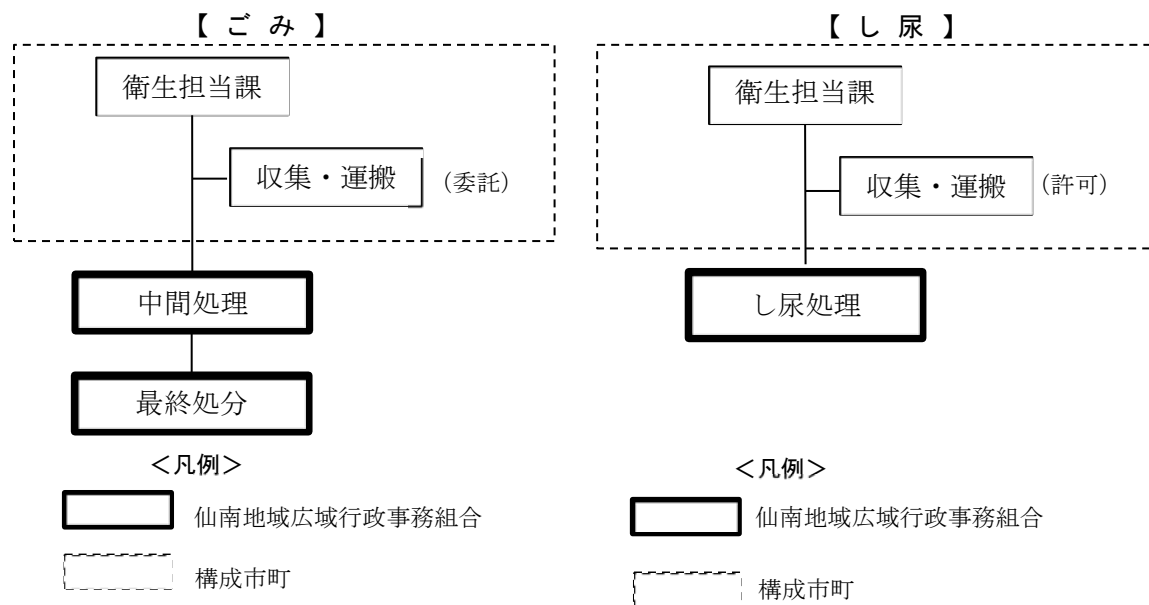 【 ご み 】
衛生担当課
収集・運搬
(委託)
中間処理
最終処分
<凡例>
仙南地域広域行政事務組合
構成市町
【 し 尿 】
衛生担当課
収集・運搬
(許可)
し尿処理
<凡例>
仙南地域広域行政事務組合
構成市町